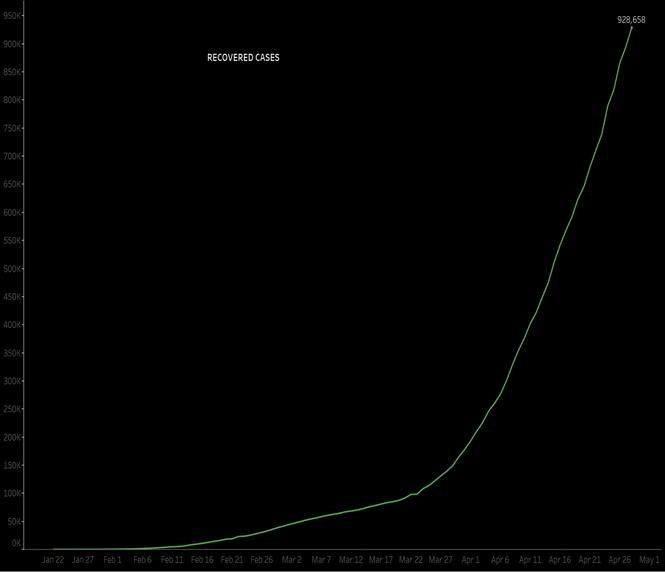 950K
928,658
900K
RECOVERED CASES
850K
800K
750K
700K
650K
600K
550K
500K
450K
400K
350K
300K
250K
200K
150K
100K
50K
0K
Jan 22 Jan 27 Feb 1 Feb 6 Feb 11 Feb 16 Feb 21 Feb 26 Mar 2 Mar 7 Mar 12 Mar 17 Mar 22 Mar 27 Apr 1 Apr 6 Apr 11 Apr 16 Apr 21 Apr 26 May 1